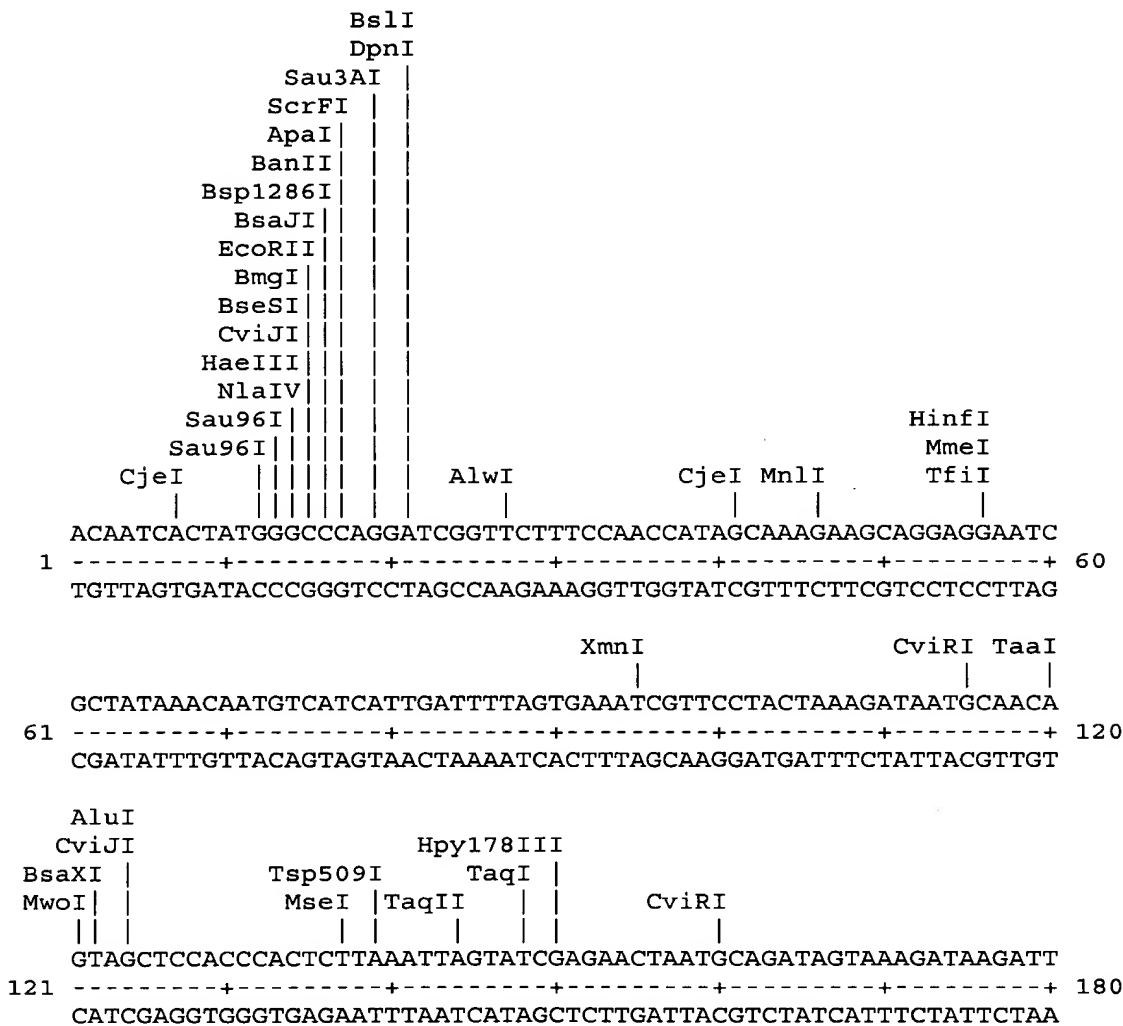 BslI
DpnI
Sau3AI
ScrFI
ApaI
BanII
Bsp1286I
BsaJI
EcoRII
BmgI
BseSI
CviJI
HaeIII
NlaIV
Sau96I HinfI
Sau96I MmeI
CjeI AlwI CjeI MnlI TfiI
ACAATCACTATGGGCCCAGGATCGGTTCTTTCCAACCATAGCAAAGAAGCAGGAGGAATC
1 ---------+---------+---------+---------+---------+---------+ 60
TGTTAGTGATACCCGGGTCCTAGCCAAGAAAGGTTGGTATCGTTTCTTCGTCCTCCTTAG
XmnI CviRI TaaI
GCTATAAACAATGTCATCATTGATTTTAGTGAAATCGTTCCTACTAAAGATAATGCAACA
61 ---------+---------+---------+---------+---------+---------+ 120
CGATATTTGTTACAGTAGTAACTAAAATCACTTTAGCAAGGATGATTTCTATTACGTTGT
AluI
CviJI Hpy178III
BsaXI Tsp509I TaqI
MwoI MseI TaqII CviRI
GTAGCTCCACCCACTCTTAAATTAGTATCGAGAACTAATGCAGATAGTAAAGATAAGATT
121 ---------+---------+---------+---------+---------+---------+ 180
CATCGAGGTGGGTGAGAATTTAATCATAGCTCTTGATTACGTCTATCATTTCTATTCTAA